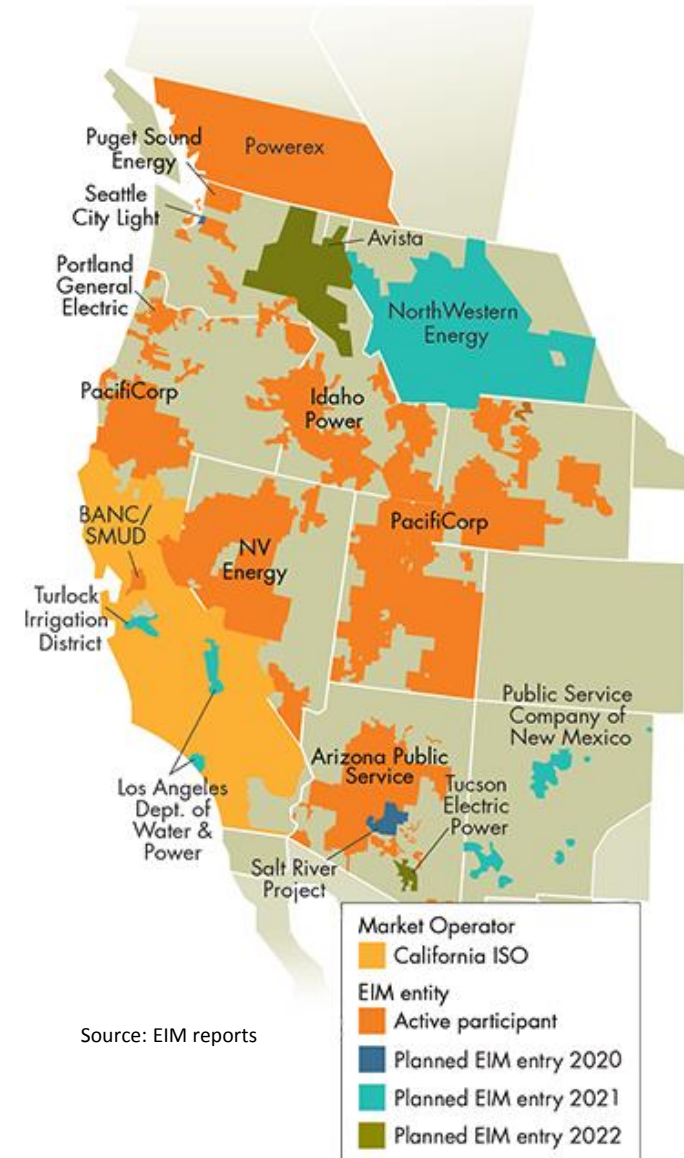 Powerex
Puget Sound
Energy
Seattle
City Light
Avista
Portland
General
Electric
NorthWestern
Energy
PacifiCorp
Idaho
Power
BANC/
SMUD
NV
Energy
PacifiCorp
Turlock
Irrigation
District
Public Service
Company of
New Mexico
Arizona Public
Service
Los Angeles
Dept. of
Water &
Power
Tucson
Electric
Power
Salt River
Project
Market Operator
California ISO
EIM entity
Active participant
Planned EIM entry 2020
Planned EIM entry 2021
Planned EIM entry 2022
Source: EIM reports